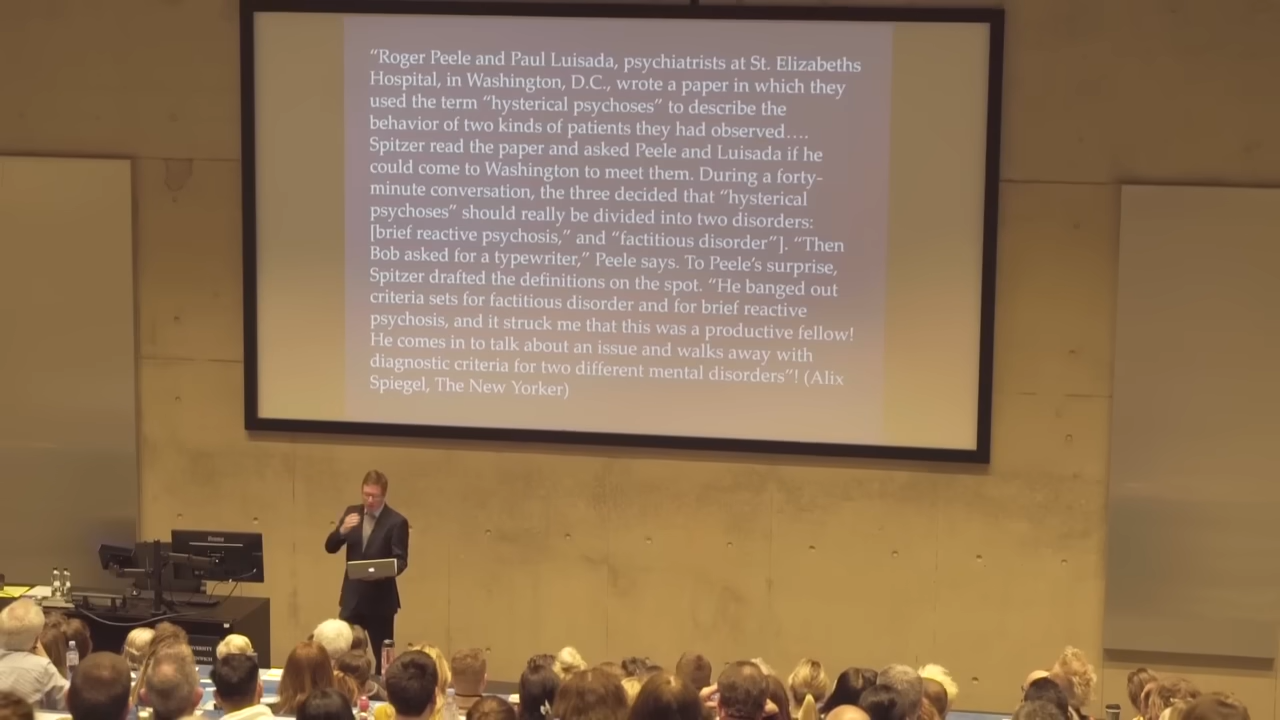 “Roger Peele and Paul Luisada, psychiatrists at St. Elizabeths
Hospital, in Washington, D.C., wrote a paper in which they
used the term “hysterical psychoses” to describe the
behavior of two kinds of patients they had observed….
Spitzer read the paper and asked Peele and Luisada if he
could come to Washington to meet them. During a forty-
minute conversation, the three decided that “hysterical
psychoses” should really be divided into two disorders:
[brief reactive psychosis,” and “factitious disorder”]. “Then
Bob asked for a typewriter,” Peele says. To Peele’s surprise,
Spitzer drafted the definitions on the spot. “He banged out
criteria sets for factitious disorder and for brief reactive
psychosis, and it struck me that this was a productive fellow!
He comes in to talk about an issue and walks away with
diagnostic criteria for two different mental disorders”! (Alix
Spiegel, The New Yorker)